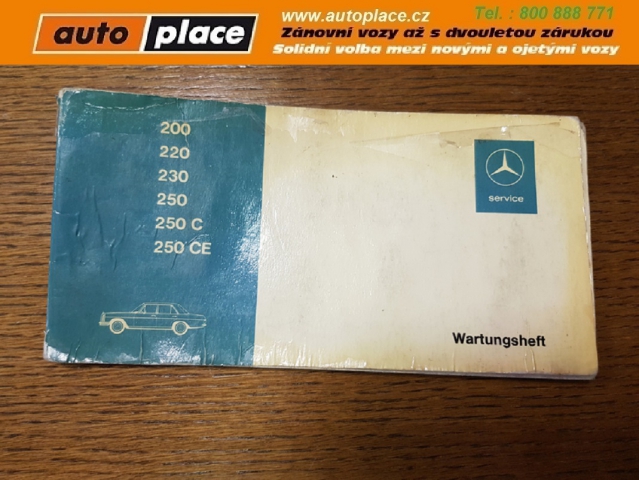 auto place
www.autoplace.cz
Tel. : 800 888 771
Zánovní vozy až s dvouletou zárukou
Solidní volba mezi novými a ojetými vozy
200
220
230
250
250 C
250 CE
service
Wartungsheft